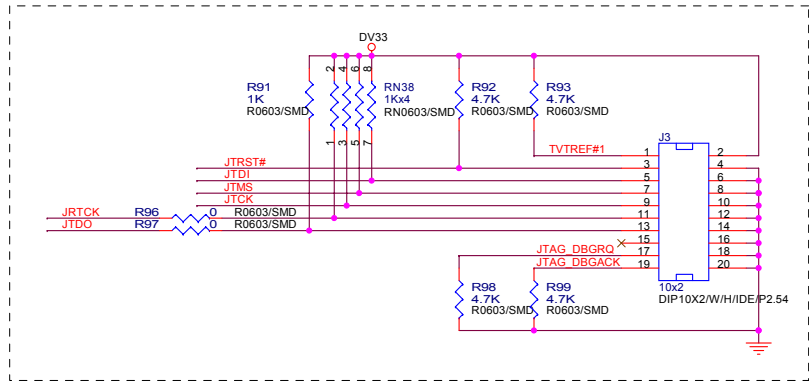 DV33
R91
1K
R0603/SMD
2
4
6
8
RN38
1Kx4
RN0603/SMD
R92
4.7K
R0603/SMD
R93
4.7K
R0603/SMD
1
3
5
7
J3
TVTREF#1
1
2
JTRST#
3
4
JTDI
5
6
JTMS
7
8
JTCK
9
10
JRTCK
R96
0
R0603/SMD
11
12
JTDO
R97
0
R0603/SMD
13
14
15
16
JTAG_DBGRQ
17
18
JTAG_DBGACK
19
20
R98
4.7K
R0603/SMD
R99
4.7K
R0603/SMD
10x2
DIP10X2/W/H/IDE/P2.54